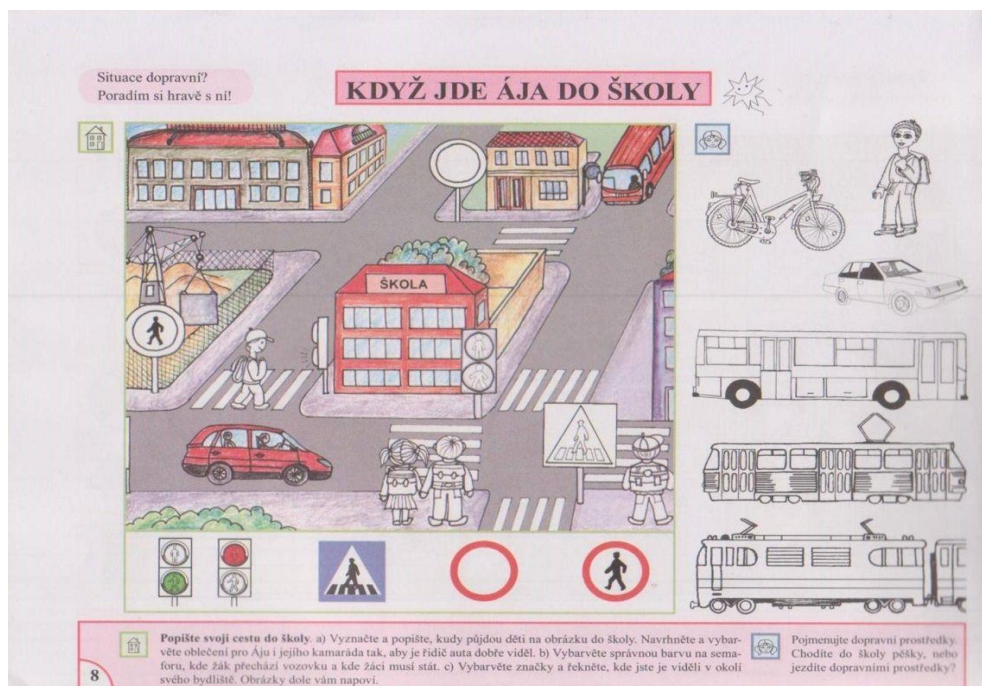 Situace dopravní?
Poradím si hravě s ní!
KDYŽ JDE ÁJA DO ŠKOLY
ŠKOLA
Popište svoji cestu do školy. a) Vyznačte a popište, kudy půjdou děti na obrázku do školy. Navrhněte a vybar-
věte oblečení pro Áju i jejího kamaráda tak, aby je řidič auta dobře viděl. b) Vybarvěte správnou barvu na sema-
foru, kde žák přechází vozovku a kde žáci musí stát. c) Vybarvěte značky a řekněte, kde jste je viděli v okolí
svého bydliště. Obrázky dole vám napoví.
Pojmenujte dopravní prostředky.
Chodíte do školy pěšky, nebo
jezdíte dopravními prostředky?
8